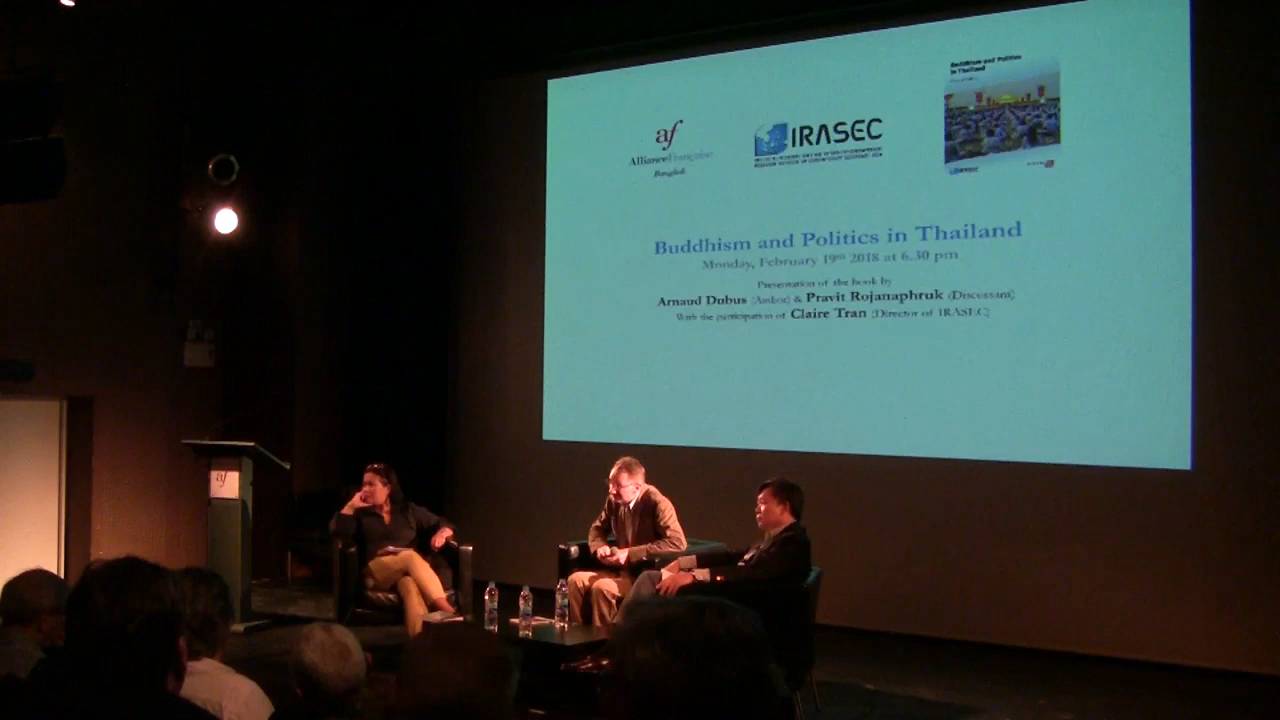 af
AllianceFrançaise
Bangkok
IRASEC
Buddhism and Politics
in Thailand
IRASEC
Buddhism and Politics in Thailand
Monday, February 19th 2018 at 6.30 pm
Presentation of the book by
Arnaud Dubus (Author) & Pravit Rojanaphruk (Discussant)
With the participation of Claire Tran (Director of IRASEC)
af